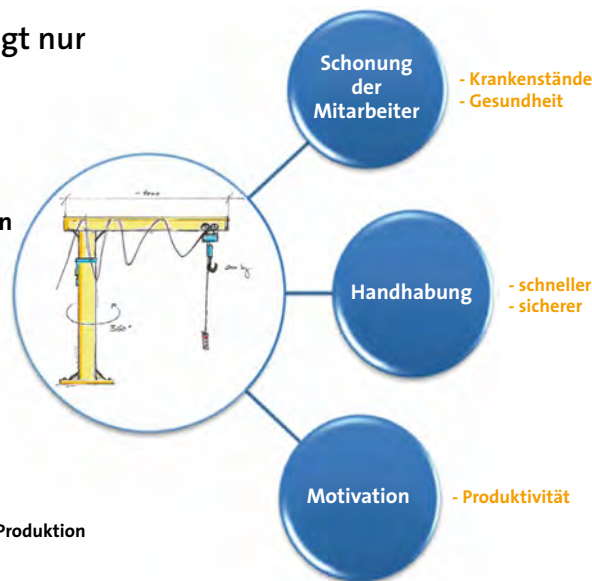 gt nur
Schonung
der
Mitarbeiter
- Krankenstände
- Gesundheit
n
360°
Handhabung
- schneller
- sicherer
Motivation
- Produktivität
Produktion